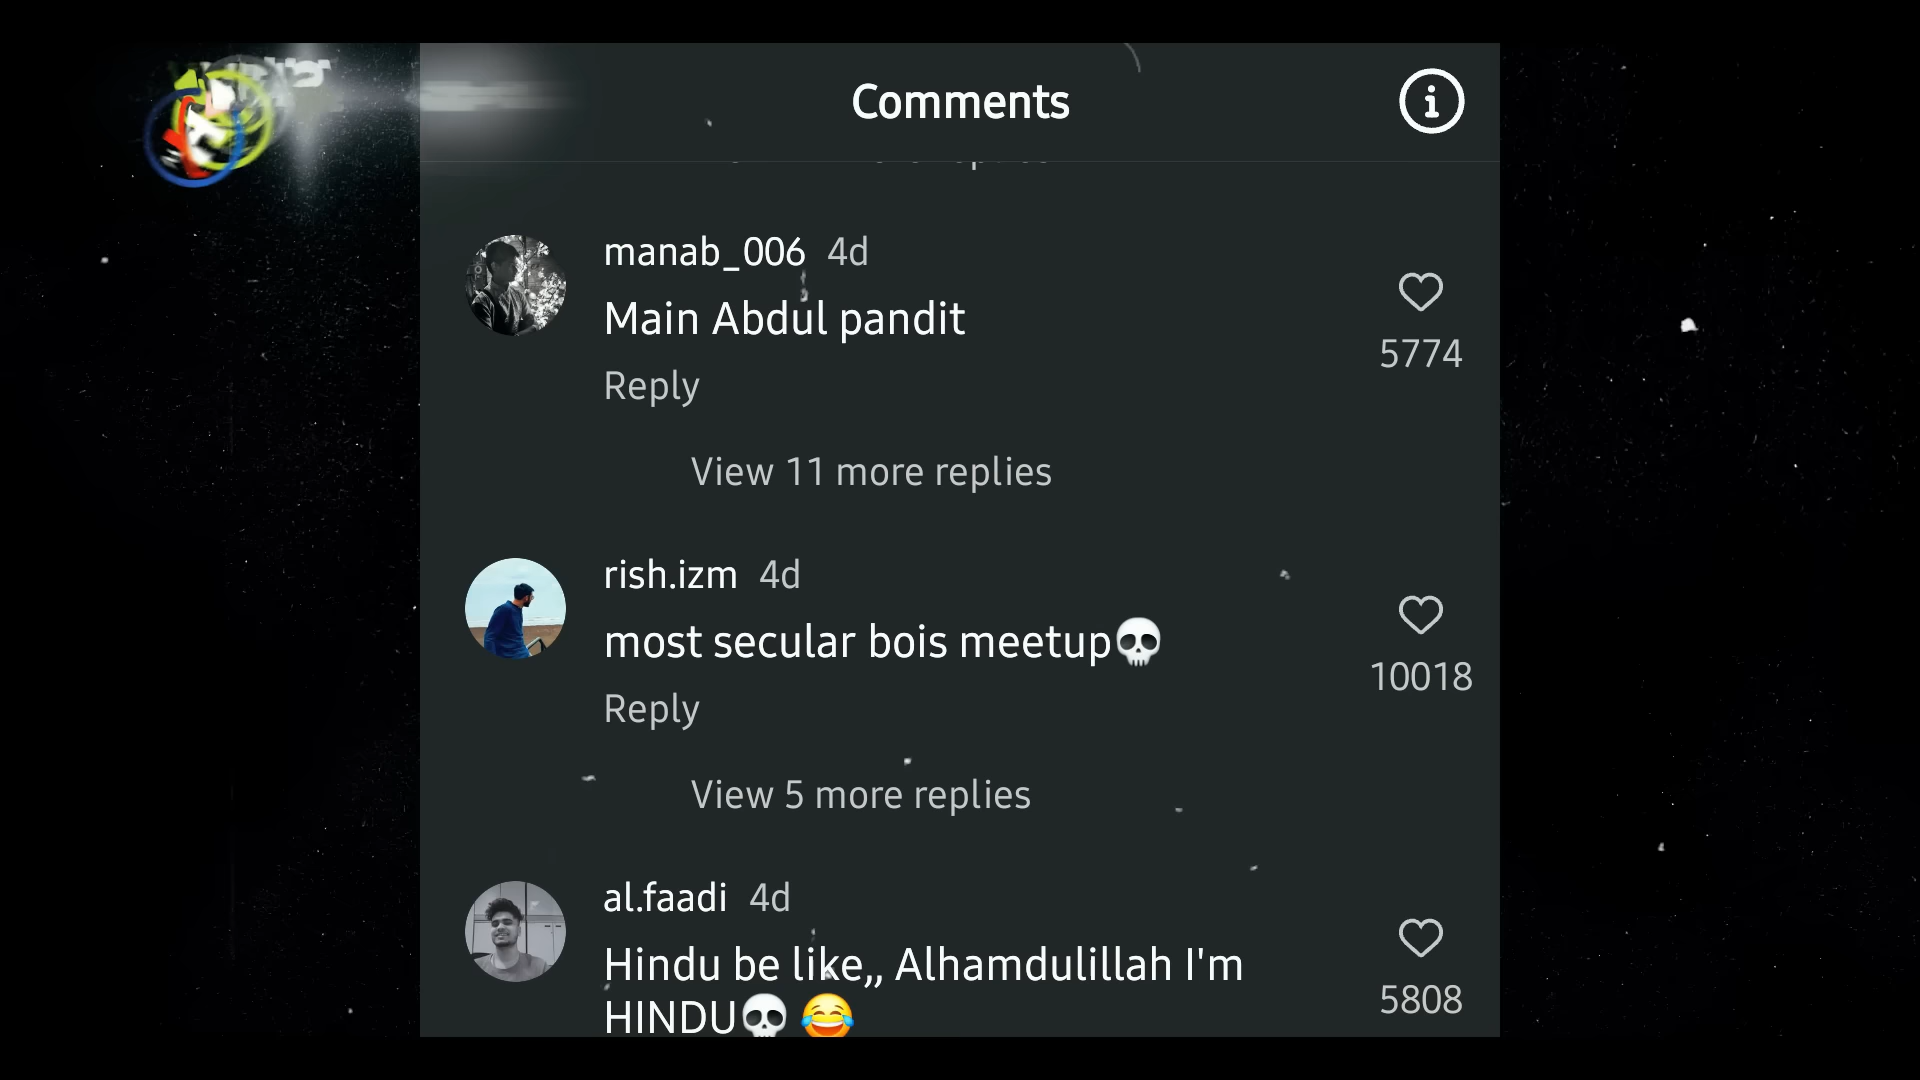 Comments
manab_006 4d
Main Abdul pandit
5774
Reply
View 11 more replies
rish.izm 4d
most secular bois meetup💀
10018
Reply
View 5 more replies
al.faadi 4d
Hindu be like,, Alhamdulillah I'm
HINDU💀 😂
5808